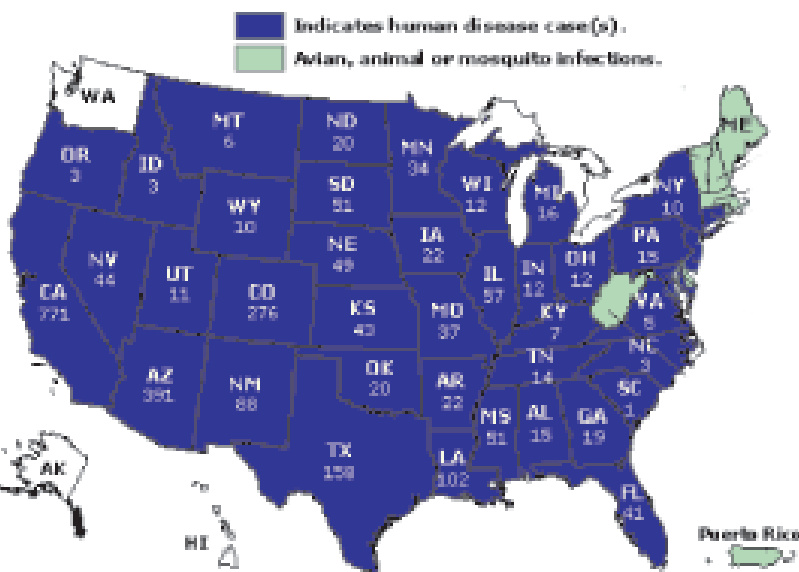 Indicates human disease case(s).
Avian, animal or mosquito infections.
WA
MT
6
ND
20
MN
34
ME
OR
3
ID
3
SD
51
WI
12
MI
16
NY
10
WY
10
IA
22
PA
15
NE
49
NV
44
UT
11
CO
276
IL
57
IN
12
OH
12
VA
5
CA
771
KS
43
MO
37
KY
7
NC
3
AZ
391
NM
88
OK
20
AR
22
TN
14
SC
1
MS
51
AL
15
GA
19
TX
158
LA
102
FL
41
AK
HI
Puerto Rico